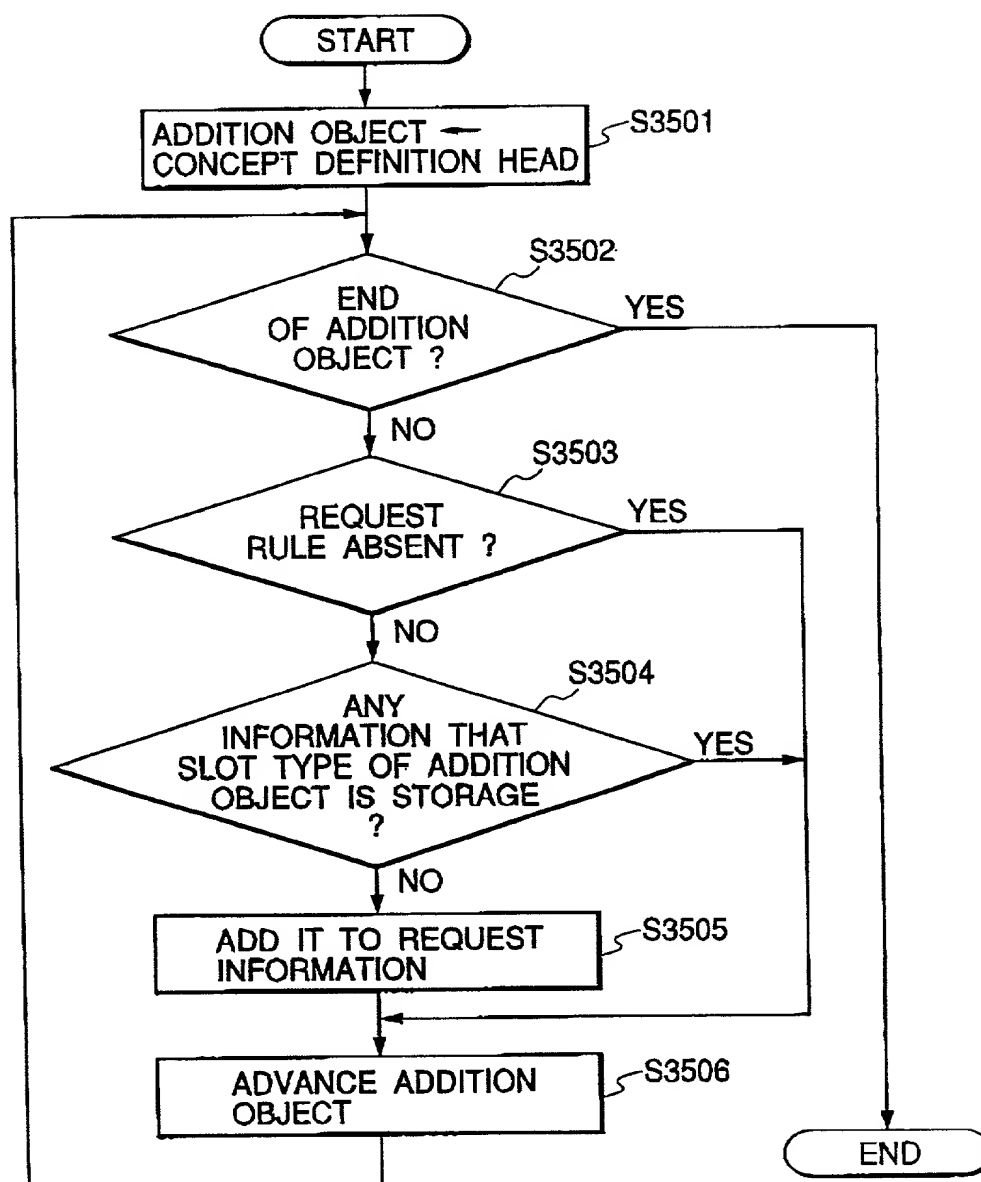 START
ADDITION OBJECT ←
CONCEPT DEFINITION HEAD
S3501
S3502
END
OF ADDITION
OBJECT ?
YES
NO
S3503
REQUEST
RULE ABSENT ?
YES
NO
S3504
ANY
INFORMATION THAT
SLOT TYPE OF ADDITION
OBJECT IS STORAGE
?
YES
NO
ADD IT TO REQUEST
INFORMATION
S3505
ADVANCE ADDITION
OBJECT
S3506
END